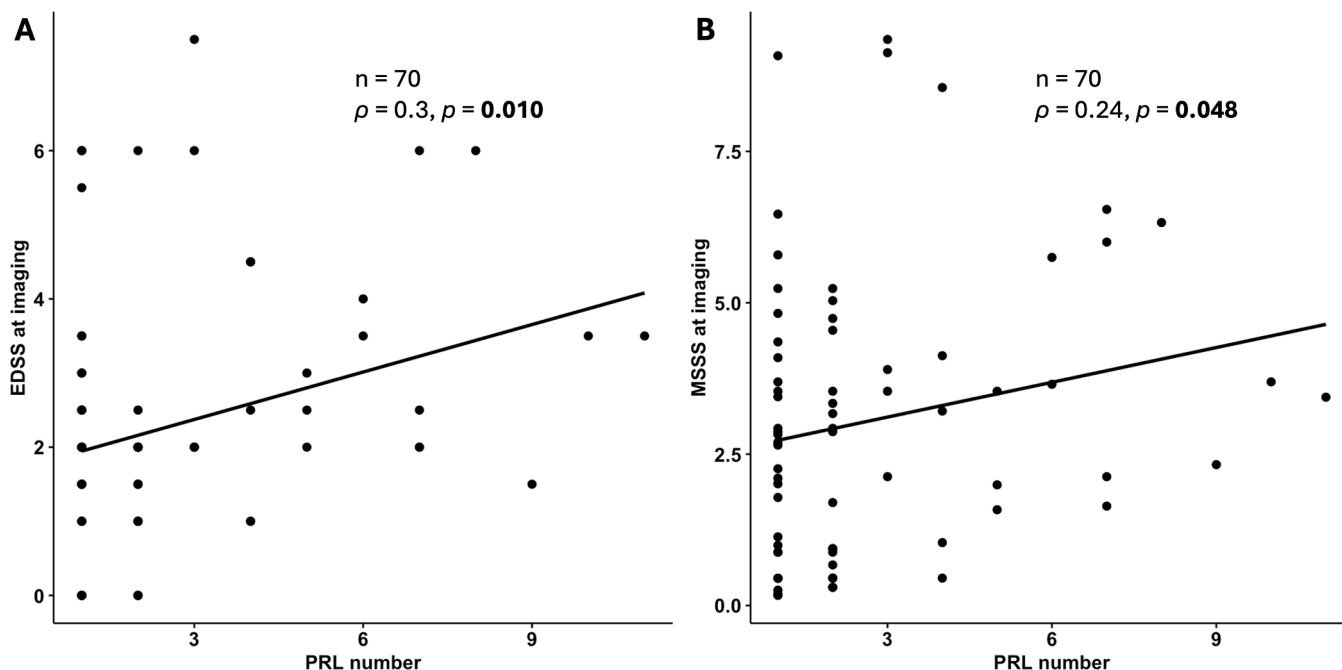 A
n = 70
ρ = 0.3, p = 0.010
EDSS at imaging
6
4
2
0
3
6
9
PRL number
B
n = 70
ρ = 0.24, p = 0.048
MSSS at imaging
7.5
5.0
2.5
0.0
3
6
9
PRL number